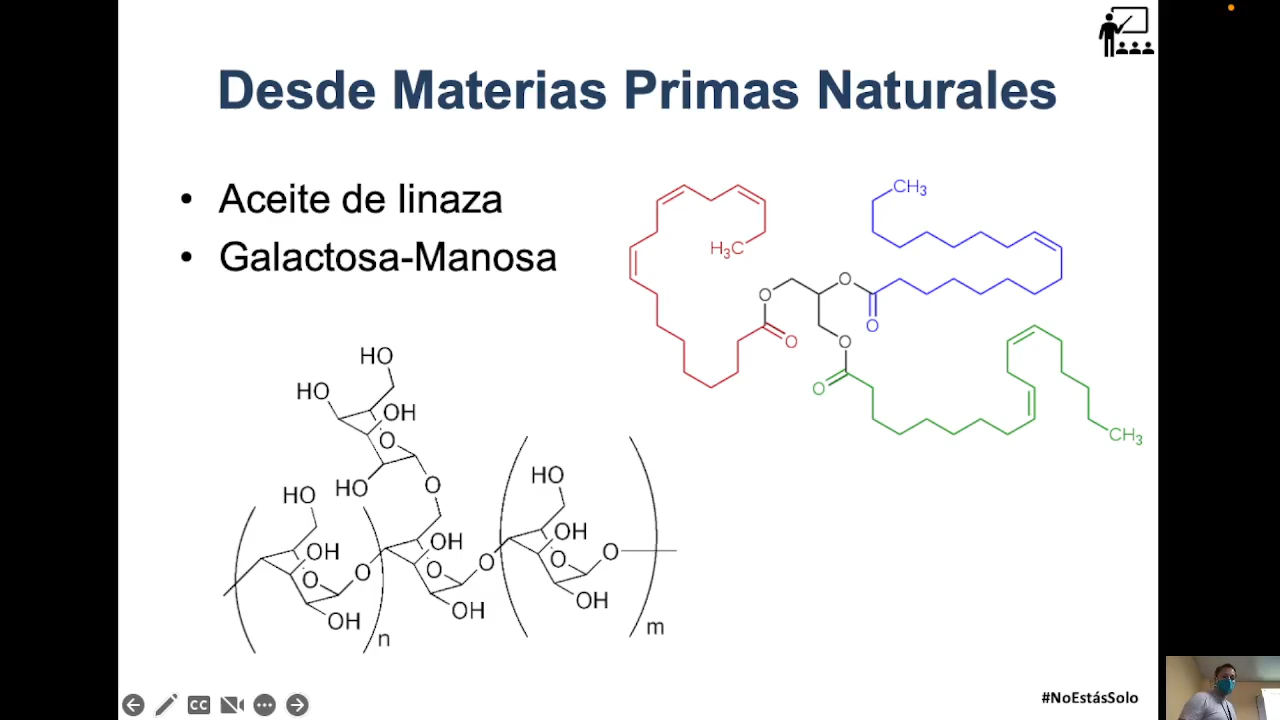 Desde Materias Primas Naturales
• Aceite de linaza
• Galactosa-Manosa
CH3
H3C
O
O
O
O
O
O
CH3
HO
HO
OH
O
HO
O
HO
OH
O
O
OH
n
OH
O
O
OH
HO
OH
O
O
OH
m
CC
#NoEstásSolo